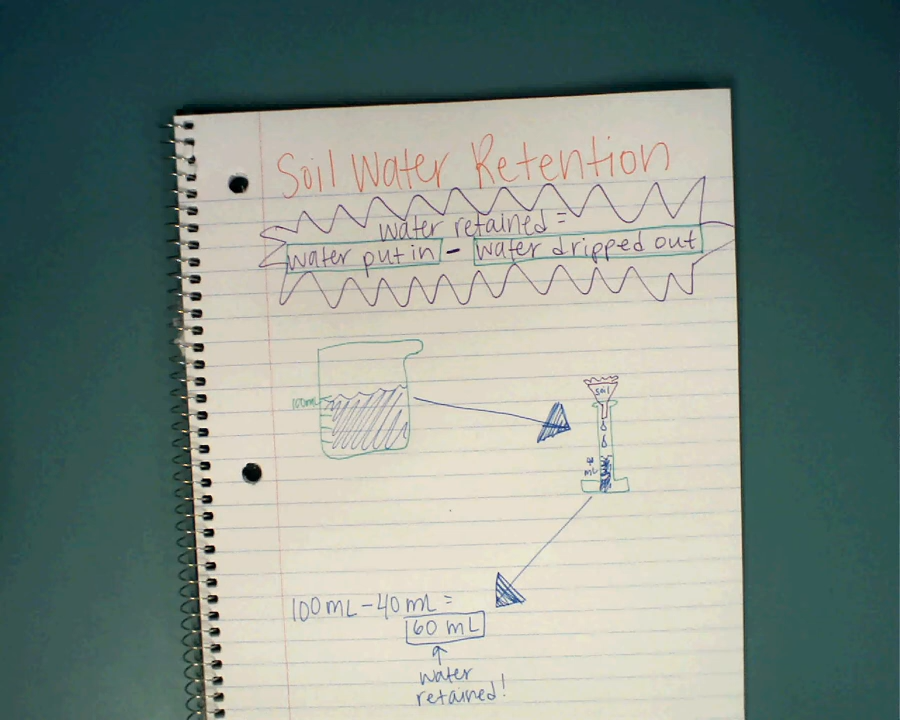 Soil Water Retention
water retained =
water put in - water dripped out
100mL
soil
mL
100 mL - 40 mL =
60 mL
water
retained!